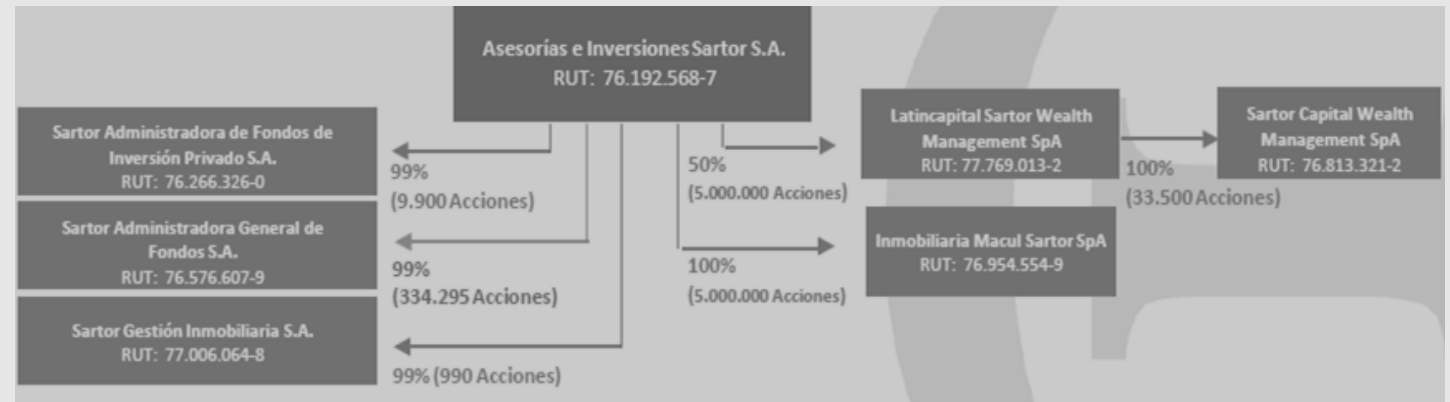 Asesorías e Inversiones Sartor S.A.
RUT: 76.192.568-7
Sartor Administradora de Fondos de
Inversión Privado S.A.
RUT: 76.266.326-0
99%
(9.900 Acciones)
Sartor Administradora General de
Fondos S.A.
RUT: 76.576.607-9
99%
(334.295 Acciones)
Sartor Gestión Inmobiliaria S.A.
RUT: 77.006.064-8
99% (990 Acciones)
50%
(5.000.000 Acciones)
Latincapital Sartor Wealth
Management SpA
RUT: 77.769.013-2
100%
(33.500 Acciones)
Sartor Capital Wealth
Management SpA
RUT: 76.813.321-2
100%
(5.000.000 Acciones)
Inmobiliaria Macul Sartor SpA
RUT: 76.954.554-9